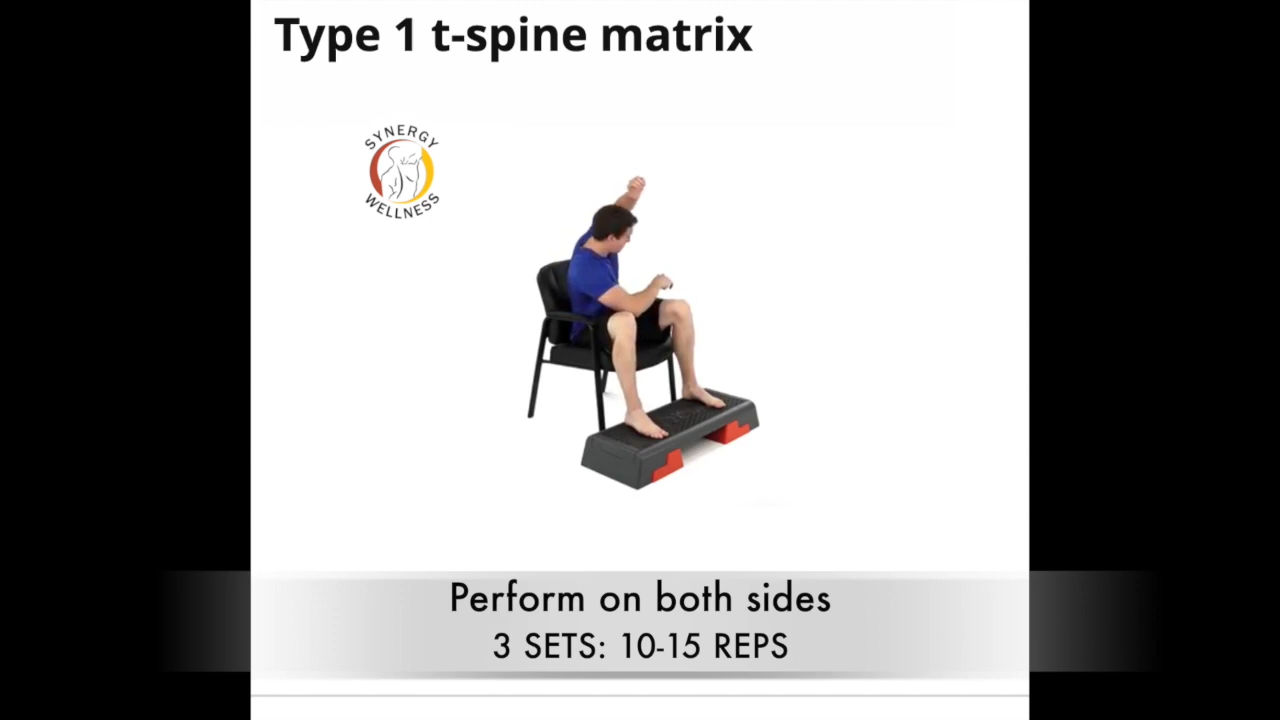 Type 1 t-spine matrix
SYNERGY
WELLNESS
Perform on both sides
3 SETS: 10-15 REPS